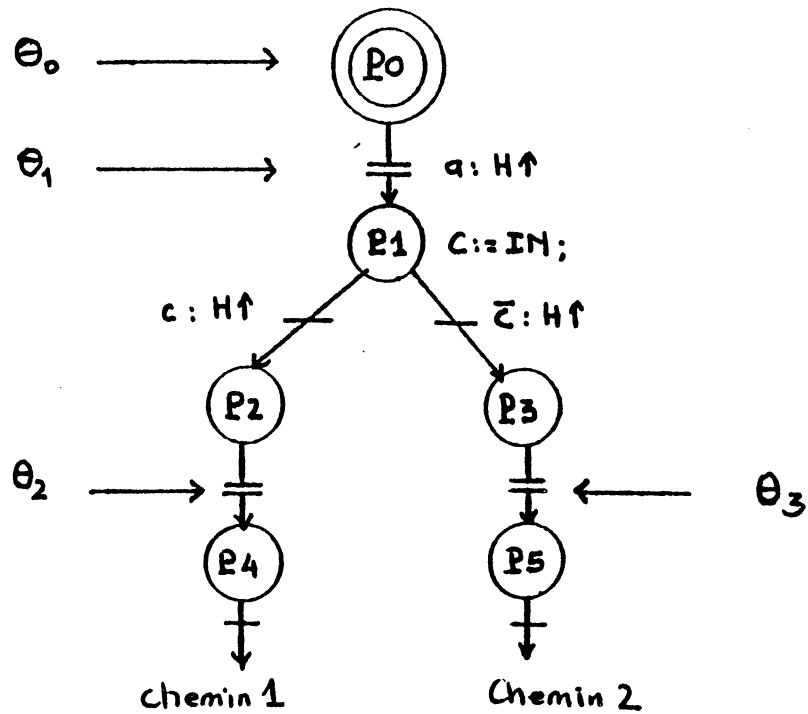 θ₀
P0
θ₁
a: H↑
P1
C:= IN;
c: H↑
c̄: H↑
P2
P3
θ₂
θ₃
P4
P5
chemin 1
Chemin 2